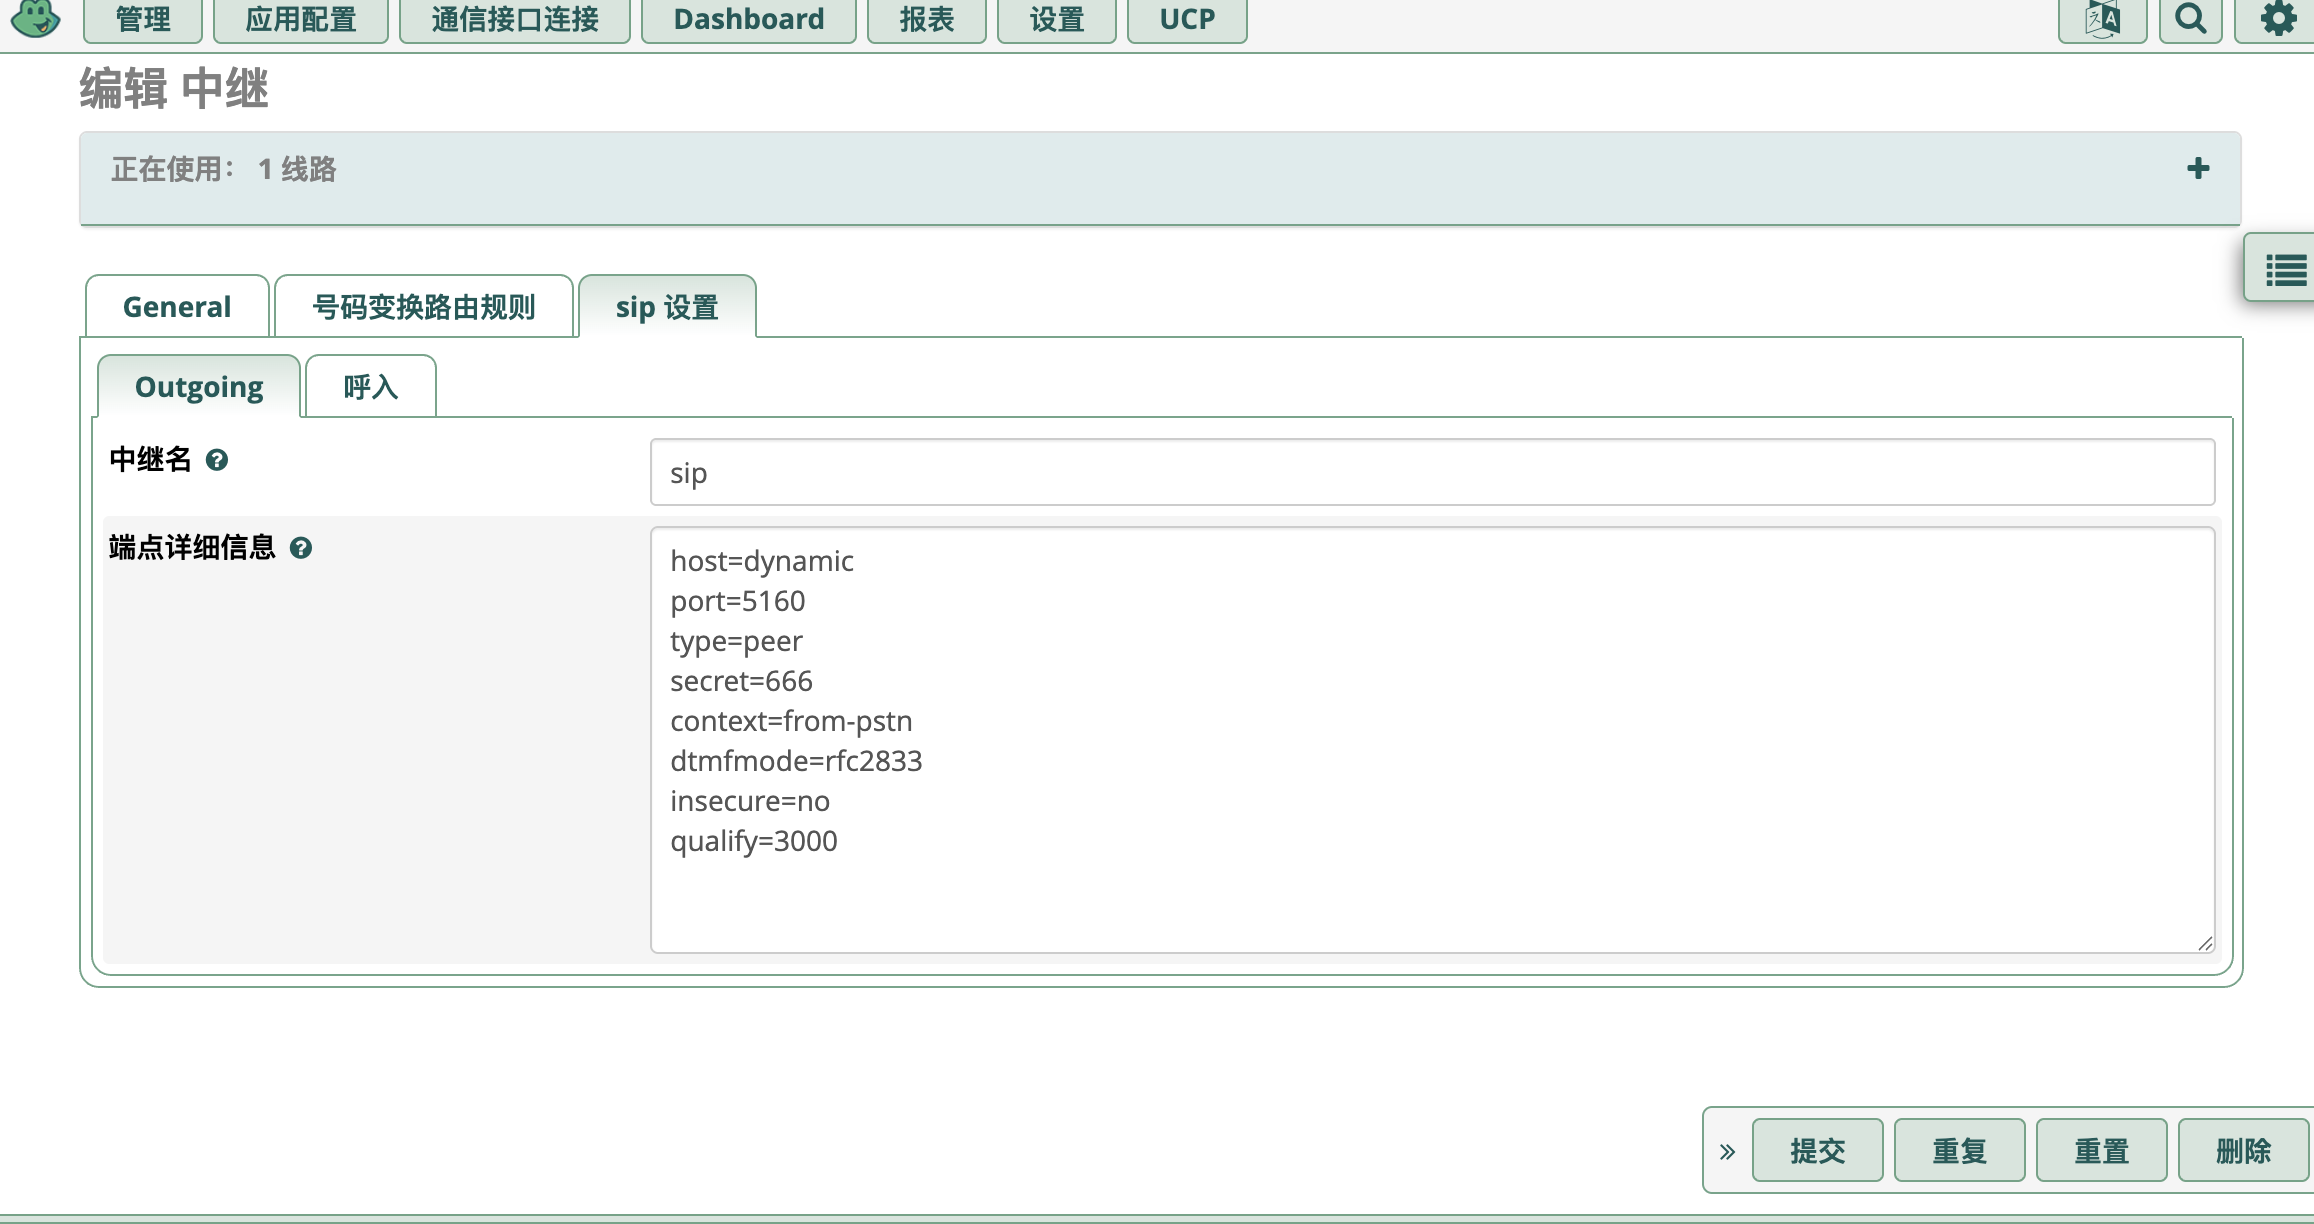 管理 应用配置 通信接口连接 Dashboard 报表 设置 UCP
编辑 中继
正在使用： 1 线路
General 号码变换路由规则 sip 设置
Outgoing 呼入
中继名
sip
端点详细信息
host=dynamic
port=5160
type=peer
secret=666
context=from-pstn
dtmfmode=rfc2833
insecure=no
qualify=3000
» 提交 重复 重置 删除